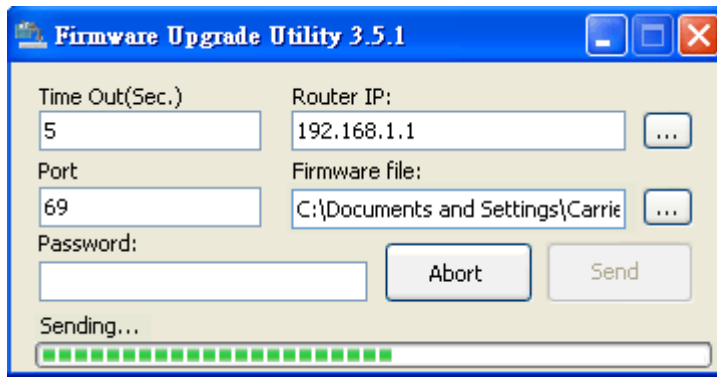 Firmware Upgrade Utility 3.5.1
Time Out(Sec.) Router IP:
5 192.168.1.1 ...
Port Firmware file:
69 C:\Documents and Settings\Carrie ...
Password:
Abort Send
Sending...